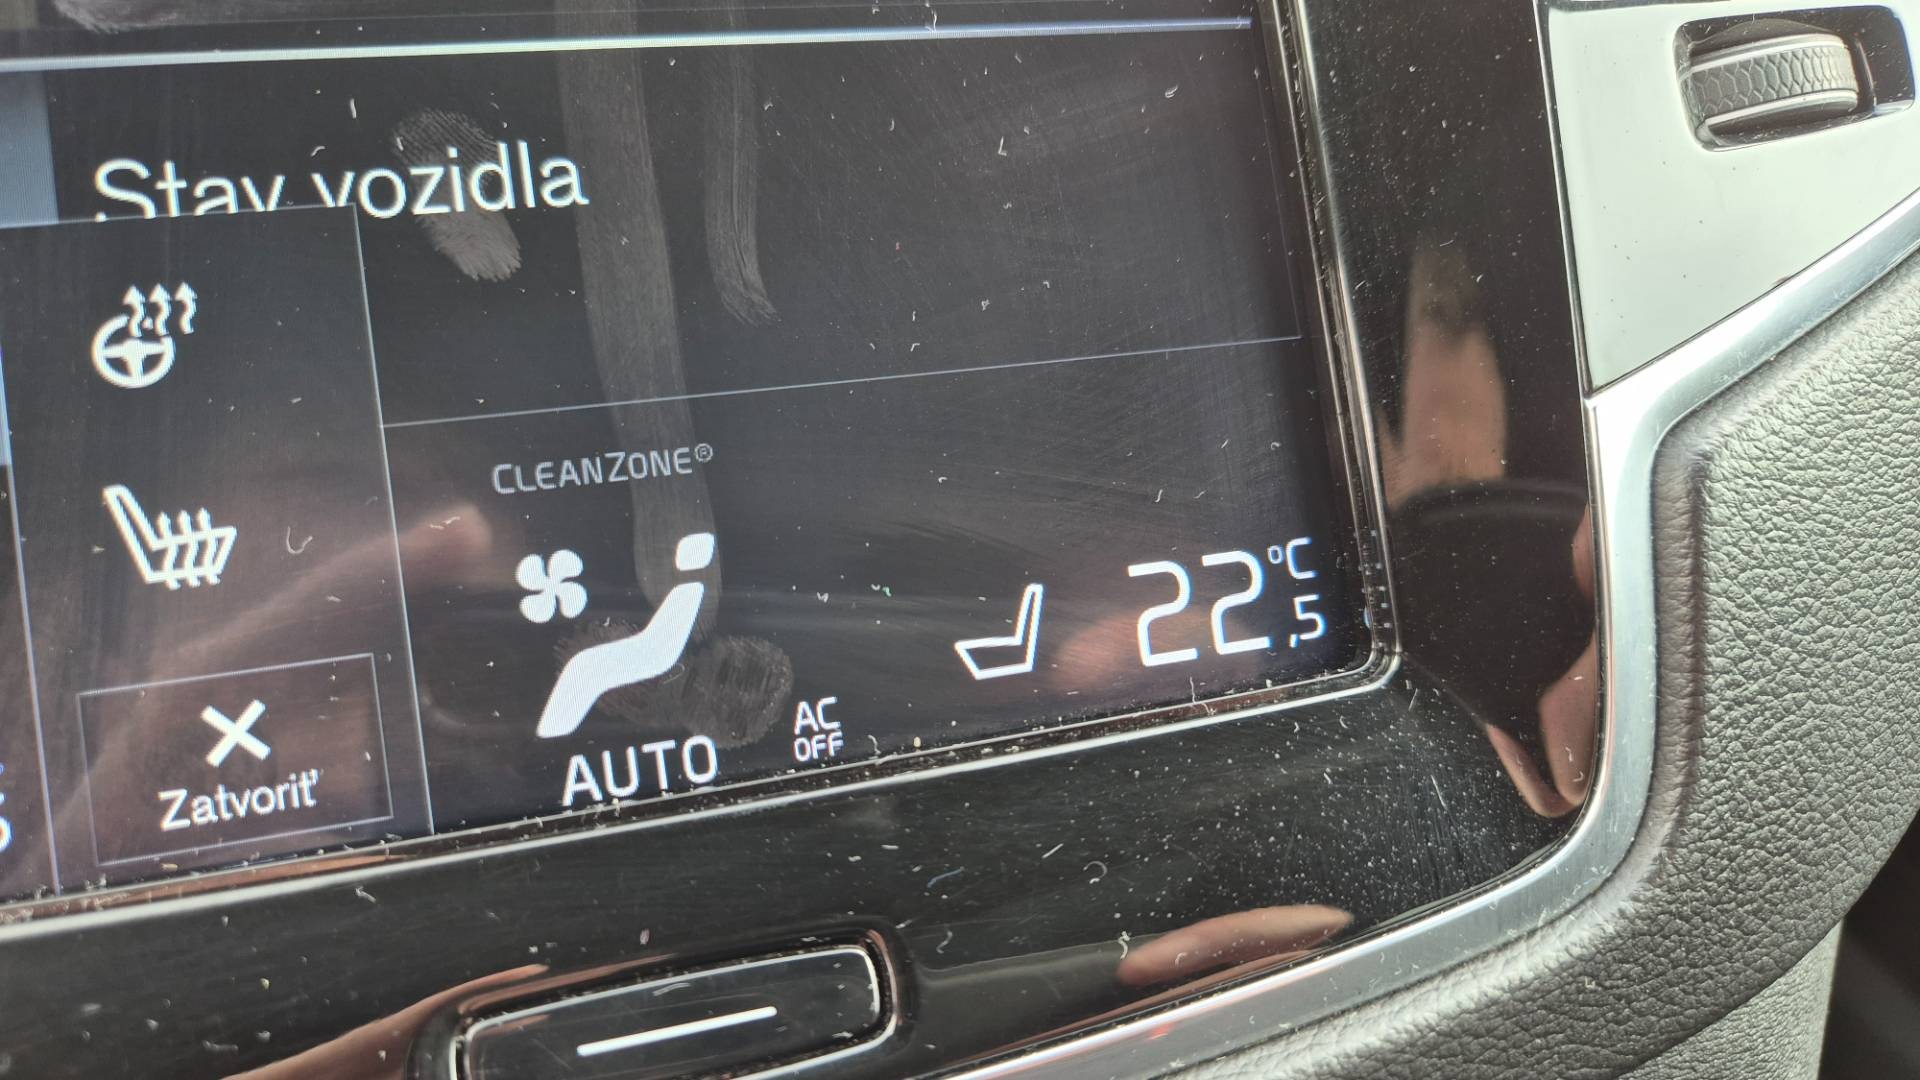 Stav vozidla
CLEANZONE®
22,5 °C
AC
OFF
AUTO
Zatvoriť